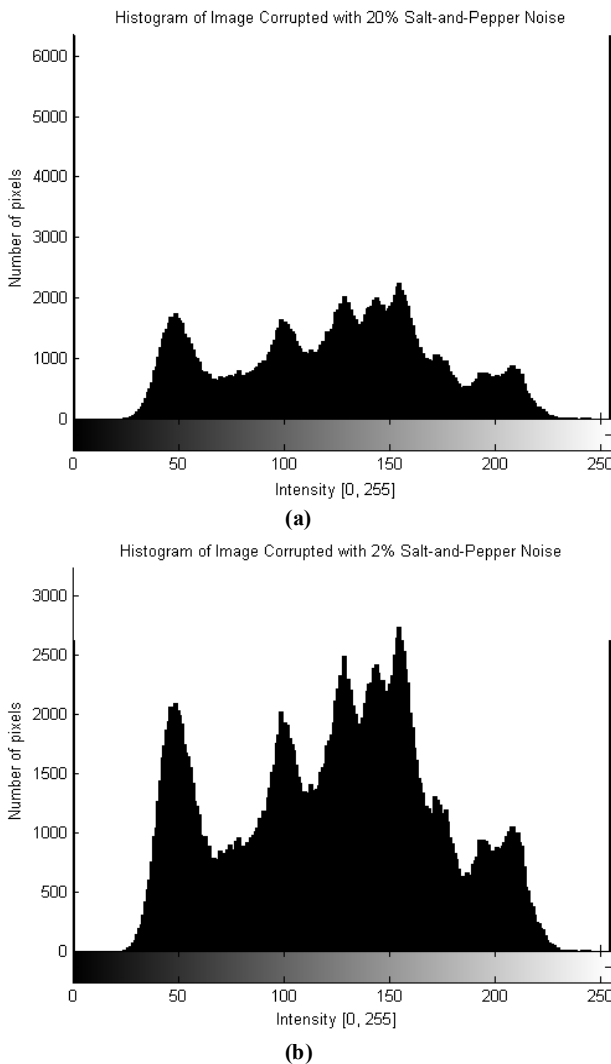 Histogram of Image Corrupted with 20% Salt-and-Pepper Noise
6000
5000
4000
3000
2000
1000
0
Number of pixels
0 50 100 150 200 250
Intensity [0, 255]
(a)
Histogram of Image Corrupted with 2% Salt-and-Pepper Noise
3000
2500
2000
1500
1000
500
0
Number of pixels
0 50 100 150 200 250
Intensity [0, 255]
(b)